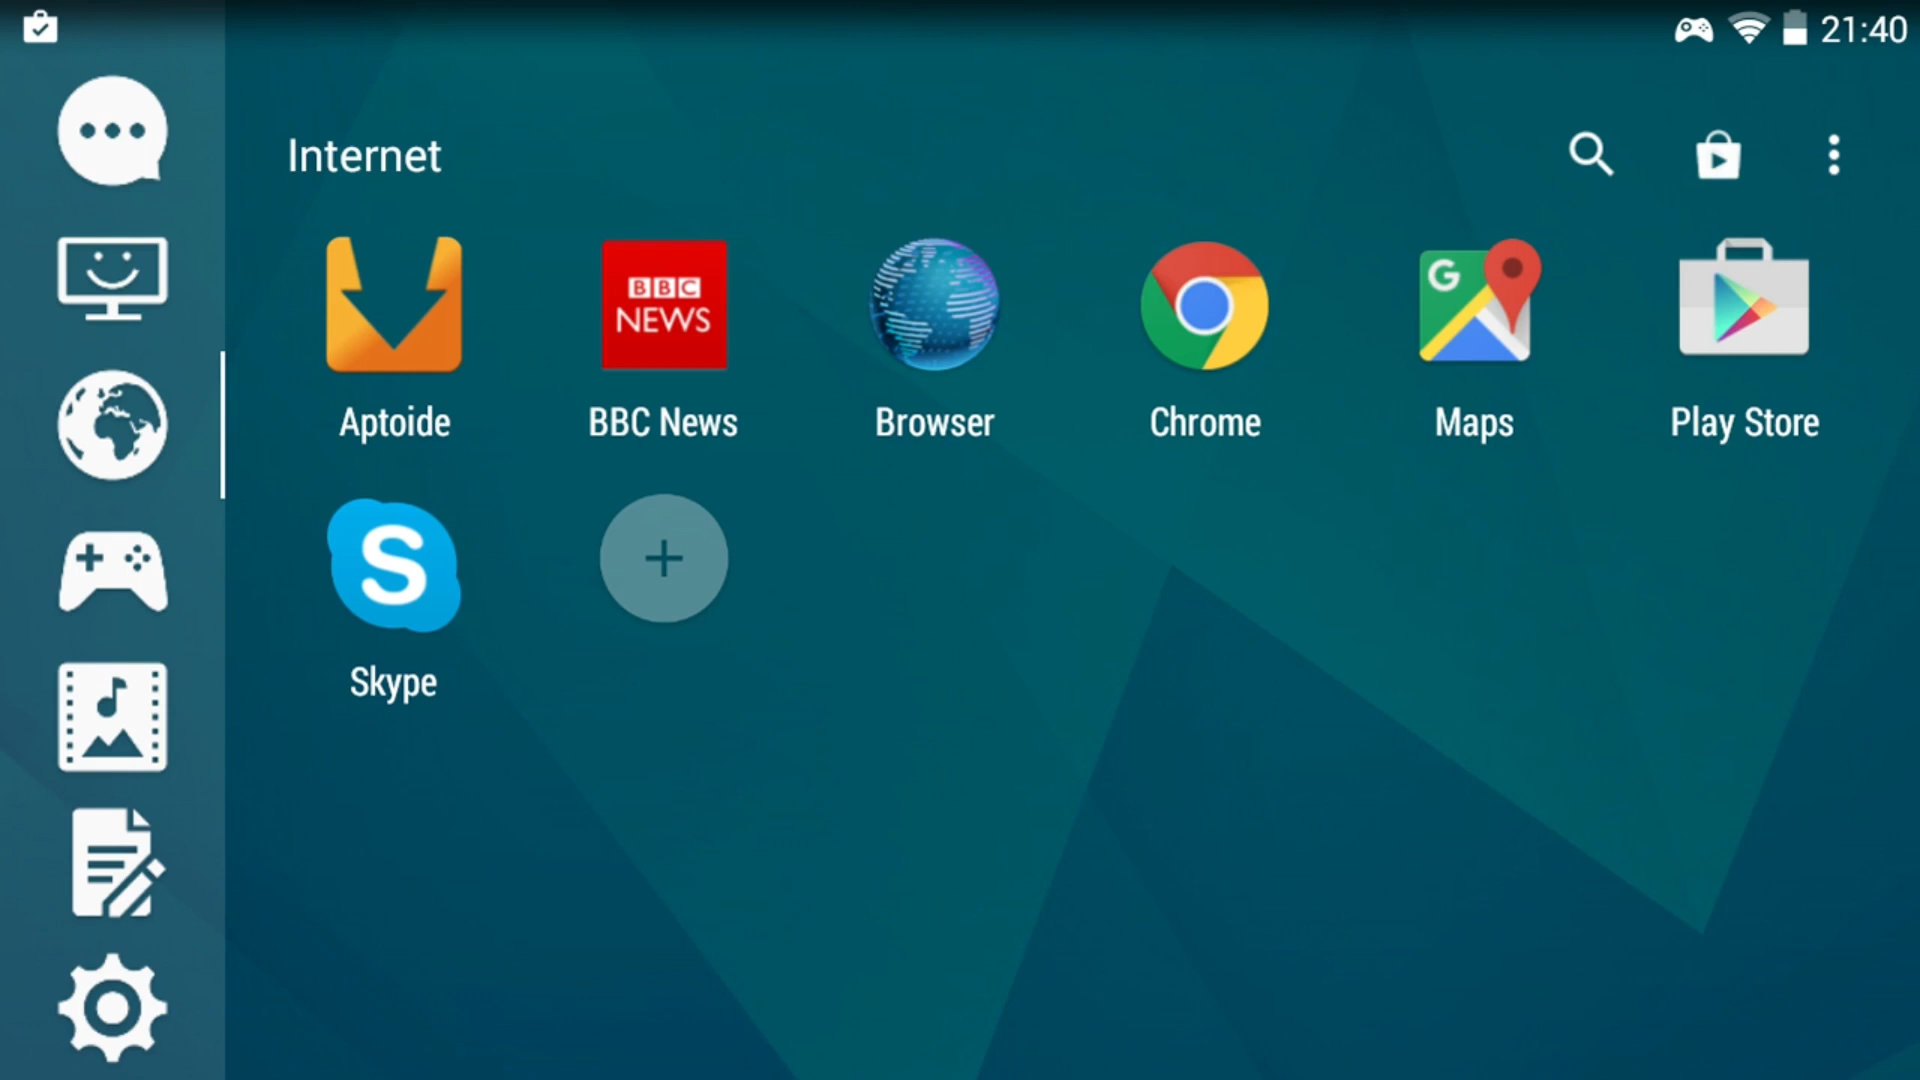 21:40
Internet
BBC
NEWS
G
Aptoide
BBC News
Browser
Chrome
Maps
Play Store
S
Skype